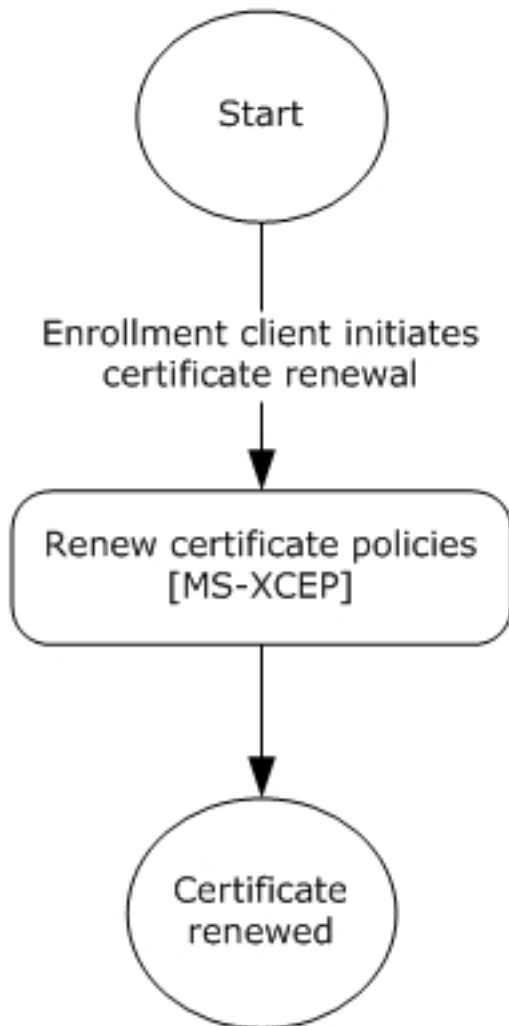 Start
Enrollment client initiates
certificate renewal
Renew certificate policies
[MS-XCEP]
Certificate
renewed